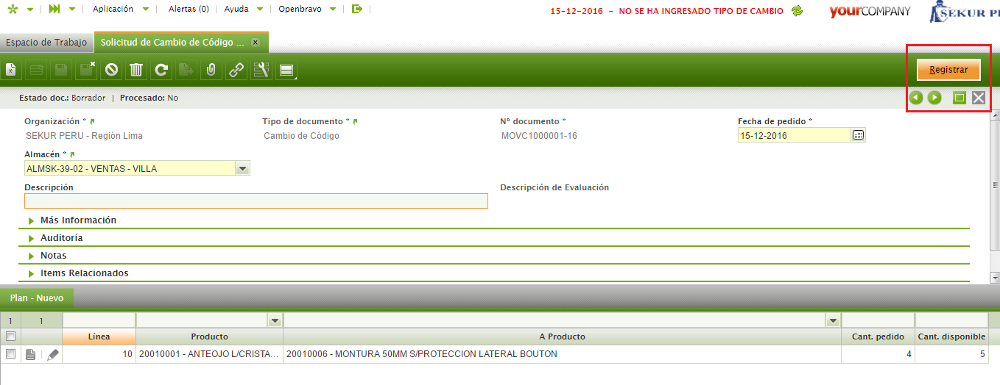 Aplicación Alertas (0) Ayuda Openbravo 15-12-2016 - NO SE HA INGRESADO TIPO DE CAMBIO yourCOMPANY SEKUR
Espacio de Trabajo Solicitud de Cambio de Código ...
Registrar
Estado doc.: Borrador | Procesado: No
Organización * Tipo de documento * Nº documento * Fecha de pedido *
SEKUR PERU - Región Lima Cambio de Código MOVC1000001-16 15-12-2016
Almacén *
ALMSK-39-02 - VENTAS - VILLA
Descripción Descripción de Evaluación
Más Información
Auditoría
Notas
Items Relacionados
Plan - Nuevo
1 1
Línea Producto A Producto Cant. pedido Cant. disponible
10 20010001 - ANTEOJO L/CRISTA... 20010006 - MONTURA 50MM S/PROTECCION LATERAL BOUTON 4 5